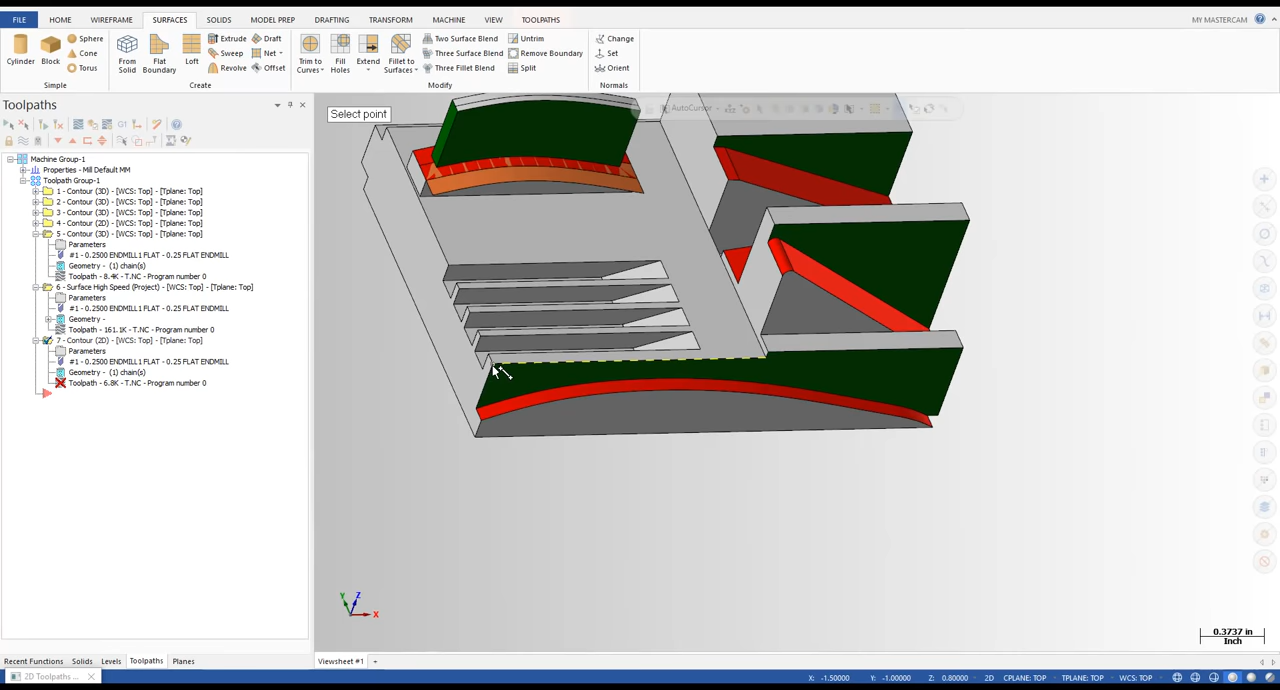 FILE HOME WIREFRAME SURFACES SOLIDS MODEL PREP DRAFTING TRANSFORM MACHINE VIEW TOOLPATHS MY MASTERCAM
Cylinder Block Sphere Cone Torus
Simple
From Solid Flat Boundary Loft Extrude Sweep Revolve Draft Net Offset
Create
Trim to Curves Fill Holes Extend Fillet to Surfaces Two Surface Blend Three Surface Blend Three Fillet Blend Untrim Remove Boundary Split
Modify
Change Set Orient
Normals
Toolpaths
Select point
AutoCursor
G1
Machine Group-1
Properties - Mill Default MM
Toolpath Group-1
1 - Contour (3D) - [WCS: Top] - [Tplane: Top]
2 - Contour (3D) - [WCS: Top] - [Tplane: Top]
3 - Contour (3D) - [WCS: Top] - [Tplane: Top]
4 - Contour (2D) - [WCS: Top] - [Tplane: Top]
5 - Contour (3D) - [WCS: Top] - [Tplane: Top]
Parameters
#1 - 0.2500 ENDMILL1 FLAT - 0.25 FLAT ENDMILL
Geometry - (1) chain(s)
Toolpath - 8.4K - T.NC - Program number 0
6 - Surface High Speed (Project) - [WCS: Top] - [Tplane: Top]
Parameters
#1 - 0.2500 ENDMILL1 FLAT - 0.25 FLAT ENDMILL
Geometry -
Toolpath - 161.1K - T.NC - Program number 0
7 - Contour (2D) - [WCS: Top] - [Tplane: Top]
Parameters
#1 - 0.2500 ENDMILL1 FLAT - 0.25 FLAT ENDMILL
Geometry - (1) chain(s)
Toolpath - 6.8K - T.NC - Program number 0
Y Z X
0.3737 in
Inch
Recent Functions Solids Levels Toolpaths Planes
Viewsheet #1 +
2D Toolpaths ...
X: -1.50000 Y: -1.00000 Z: 0.80000 2D CPLANE: TOP TPLANE: TOP WCS: TOP